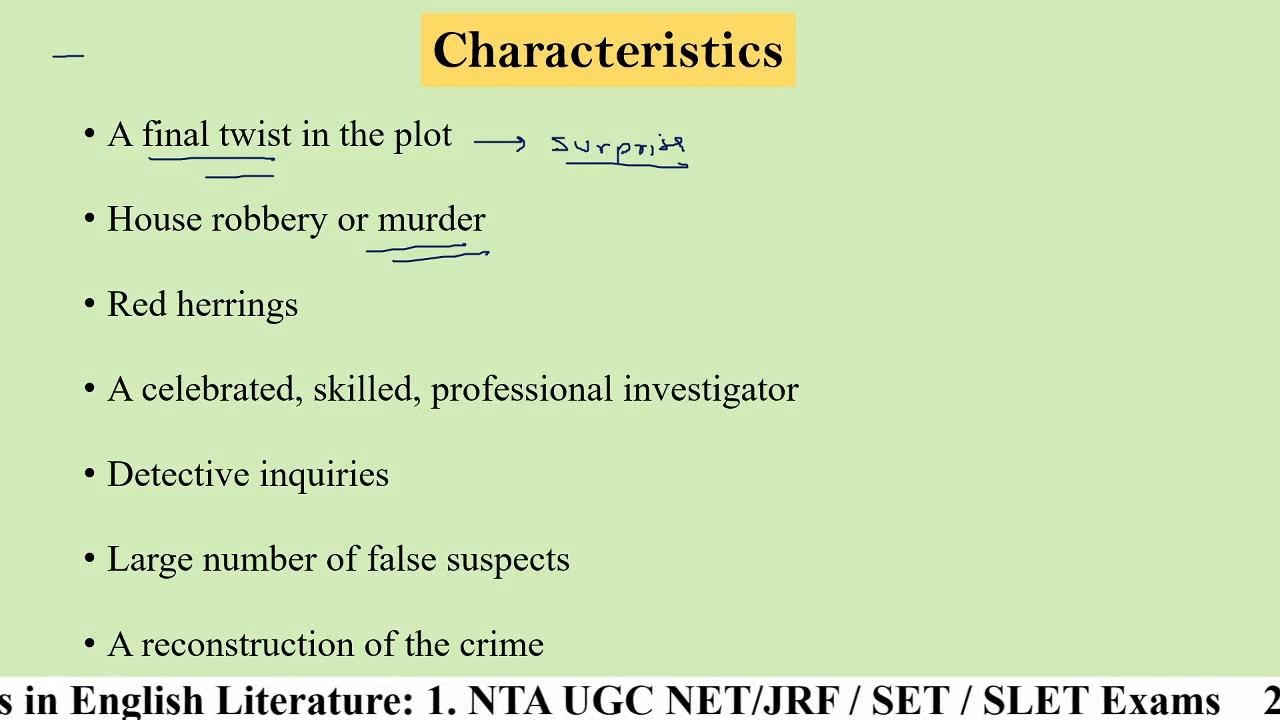 Characteristics
• A final twist in the plot → surprise
• House robbery or murder
• Red herrings
• A celebrated, skilled, professional investigator
• Detective inquiries
• Large number of false suspects
• A reconstruction of the crime
s in English Literature: 1. NTA UGC NET/JRF / SET / SLET Exams 2